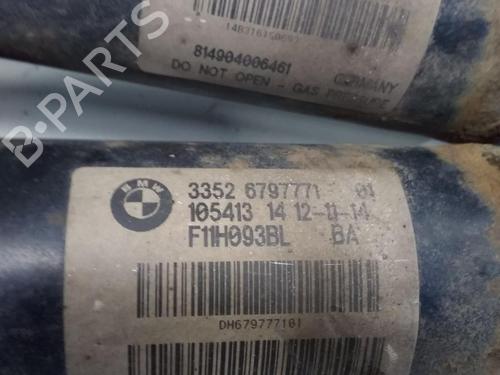 814904006461
DO NOT OPEN - GAS PRESSURE
GERMANY
BMW
3352 6797771 01
105413 14 12-11-14
F11H093BL BA
DH679777101
B-PARTS